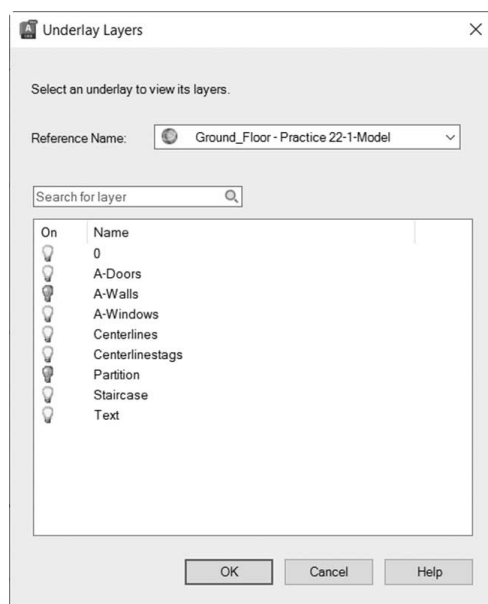 Underlay Layers
Select an underlay to view its layers.
Reference Name: Ground_Floor - Practice 22-1-Model
Search for layer
On Name
0
A-Doors
A-Walls
A-Windows
Centerlines
Centerlinestags
Partition
Staircase
Text
OK Cancel Help